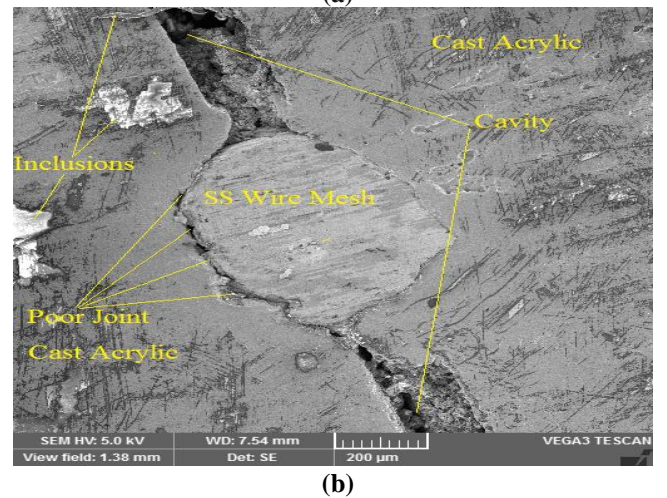 (a)
Cast Acrylic
Cavity
Inclusions
SS Wire Mesh
Poor Joint
Cast Acrylic
SEM HV: 5.0 kV
WD: 7.54 mm
VEGA3 TESCAN
View field: 1.38 mm
Det: SE
200 µm
(b)